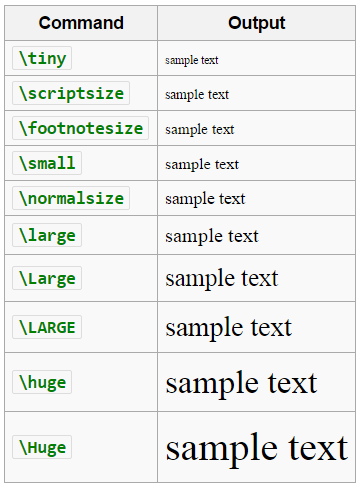 Command Output
\tiny sample text
\scriptsize sample text
\footnotesize sample text
\small sample text
\normalsize sample text
\large sample text
\Large sample text
\LARGE sample text
\huge sample text
\Huge sample text